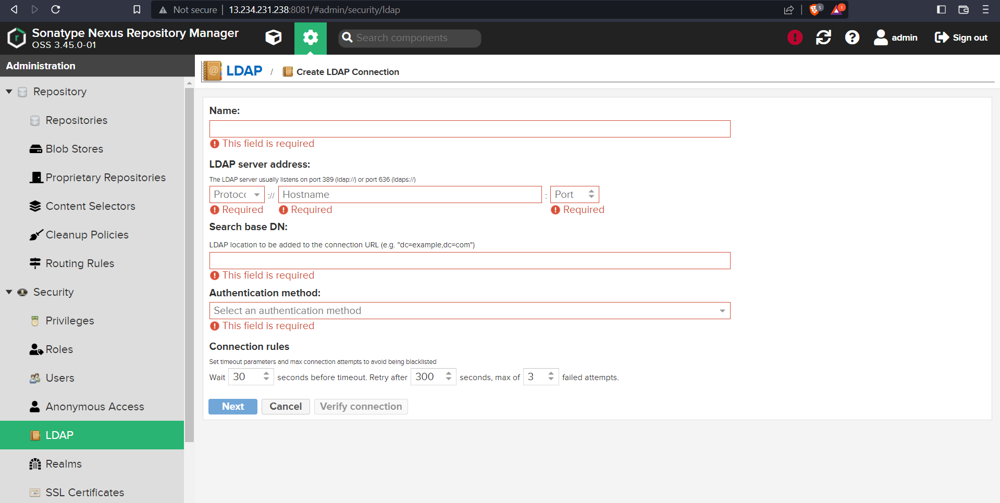 Not secure 13.234.231.238:8081/#admin/security/ldap 5 1
Sonatype Nexus Repository Manager
OSS 3.45.0-01
Search components
admin
Sign out
Administration
Repository
Repositories
Blob Stores
Proprietary Repositories
Content Selectors
Cleanup Policies
Routing Rules
Security
Privileges
Roles
Users
Anonymous Access
LDAP
Realms
SSL Certificates
LDAP / Create LDAP Connection
Name:
This field is required
LDAP server address:
The LDAP server usually listens on port 389 (ldap://) or port 636 (ldaps://)
Protoc :// Hostname : Port
Required Required Required
Search base DN:
LDAP location to be added to the connection URL (e.g. "dc=example,dc=com")
This field is required
Authentication method:
Select an authentication method
This field is required
Connection rules
Set timeout parameters and max connection attempts to avoid being blacklisted
Wait 30 seconds before timeout. Retry after 300 seconds, max of 3 failed attempts.
Next Cancel Verify connection